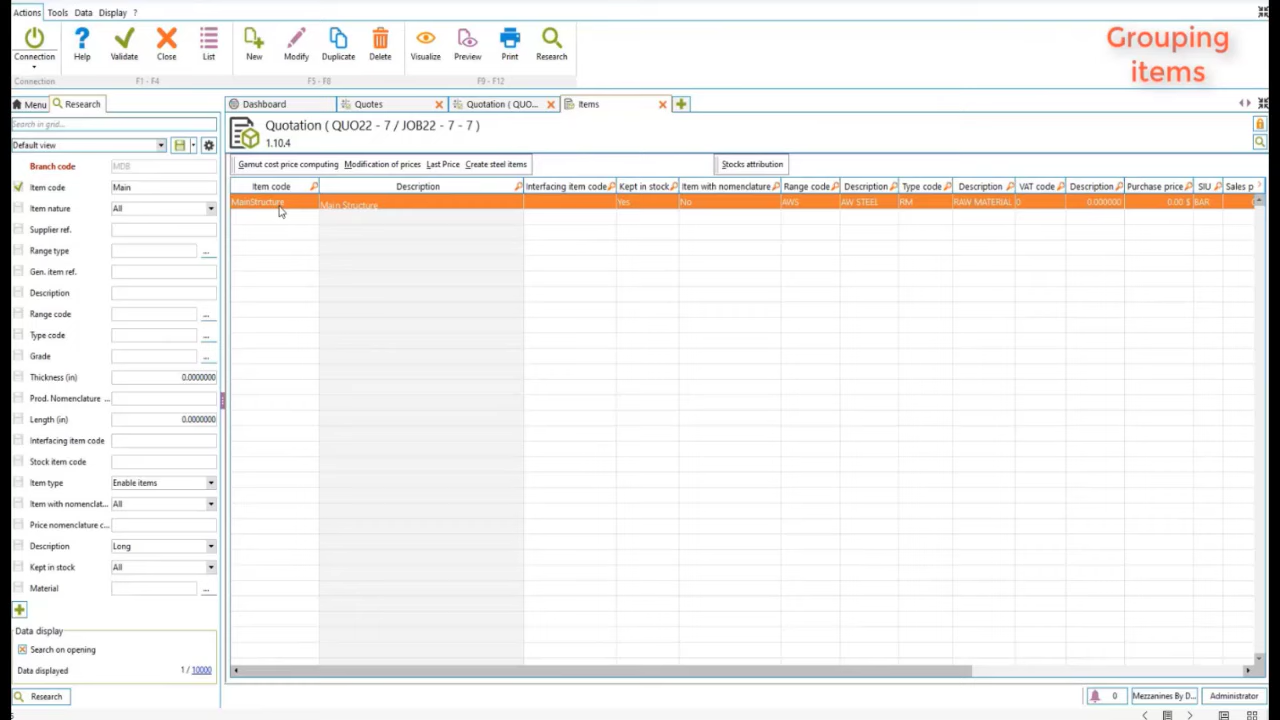 Actions Tools Data Display ?
Connection Help Validate Close List New Modify Duplicate Delete Visualize Preview Print Research
Connection F1 - F4 F5 - F8 F9 - F12
Grouping
items
Menu Research
Dashboard Quotes Quotation ( QUO... Items
Search in grid...
Default view
Quotation ( QUO22 - 7 / JOB22 - 7 - 7 )
1.10.4
Gamut cost price computing Modification of prices Last Price Create steel items Stocks attribution
Item code Description Interfacing item code Kept in stock Item with nomenclature Range code Description Type code Description VAT code Description Purchase price SIU Sales p
MainStructure Main Structure Yes No AWS AW STEEL RM RAW MATERIAL 0 0.000000 0.00 $ BAR
Branch code MDB
Item code Main
Item nature All
Supplier ref.
Range type ...
Gen. item ref.
Description
Range code ...
Type code ...
Grade ...
Thickness (in) 0.0000000
Prod. Nomenclature ...
Length (in) 0.0000000
Interfacing item code
Stock item code
Item type Enable items
Item with nomenclat... All
Price nomenclature c...
Description Long
Kept in stock All
Material ...
Data display
Search on opening
Data displayed 1 / 10000
Research
0 Mezzanines By D... Administrator